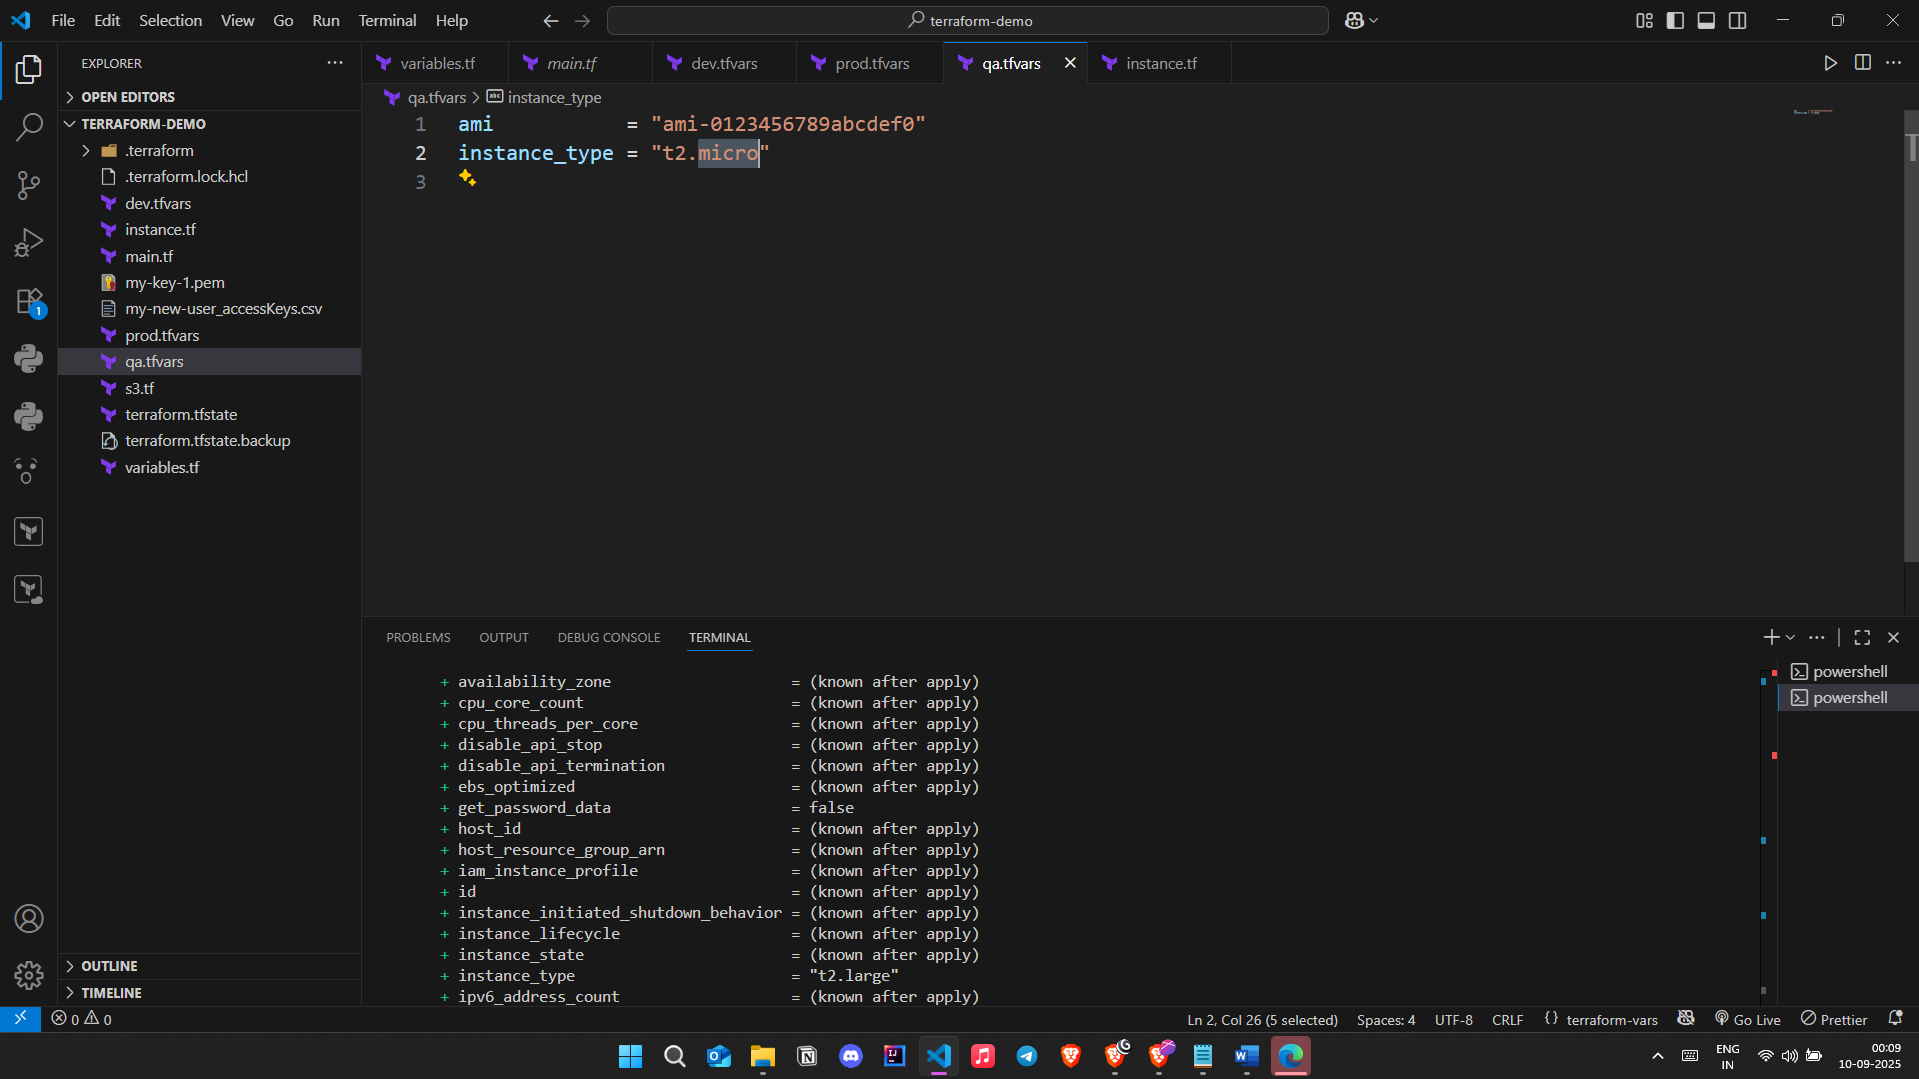 File Edit Selection View Go Run Terminal Help
terraform-demo
EXPLORER
OPEN EDITORS
TERRAFORM-DEMO
.terraform
.terraform.lock.hcl
dev.tfvars
instance.tf
main.tf
my-key-1.pem
my-new-user_accessKeys.csv
prod.tfvars
qa.tfvars
s3.tf
terraform.tfstate
terraform.tfstate.backup
variables.tf
OUTLINE
TIMELINE
1
variables.tf main.tf dev.tfvars prod.tfvars qa.tfvars instance.tf
qa.tfvars > instance_type
1 ami = "ami-0123456789abcdef0"
2 instance_type = "t2.micro"
3
PROBLEMS OUTPUT DEBUG CONSOLE TERMINAL
+ availability_zone = (known after apply)
+ cpu_core_count = (known after apply)
+ cpu_threads_per_core = (known after apply)
+ disable_api_stop = (known after apply)
+ disable_api_termination = (known after apply)
+ ebs_optimized = (known after apply)
+ get_password_data = false
+ host_id = (known after apply)
+ host_resource_group_arn = (known after apply)
+ iam_instance_profile = (known after apply)
+ id = (known after apply)
+ instance_initiated_shutdown_behavior = (known after apply)
+ instance_lifecycle = (known after apply)
+ instance_state = (known after apply)
+ instance_type = "t2.large"
+ ipv6_address_count = (known after apply)
powershell
powershell
0 0
Ln 2, Col 26 (5 selected) Spaces: 4 UTF-8 CRLF {} terraform-vars Go Live Prettier
ENG
IN
00:09
10-09-2025